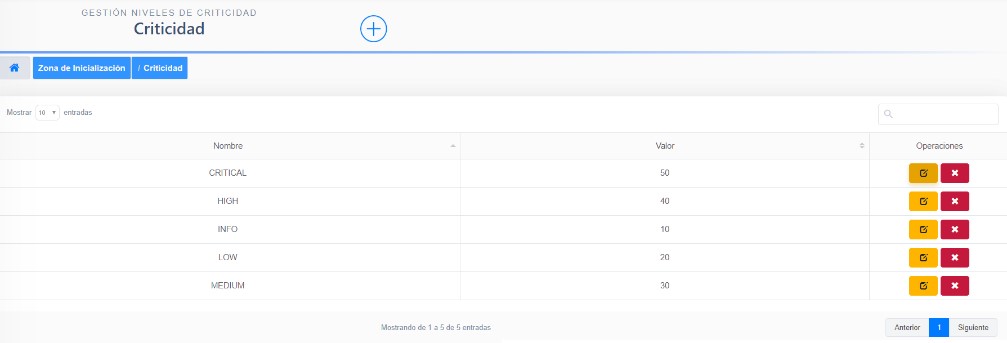 GESTIÓN NIVELES DE CRITICIDAD
Criticidad
Zona de Inicialización / Criticidad
Mostrar 10 entradas
Nombre Valor Operaciones
CRITICAL 50
HIGH 40
INFO 10
LOW 20
MEDIUM 30
Mostrando de 1 a 5 de 5 entradas Anterior 1 Siguiente